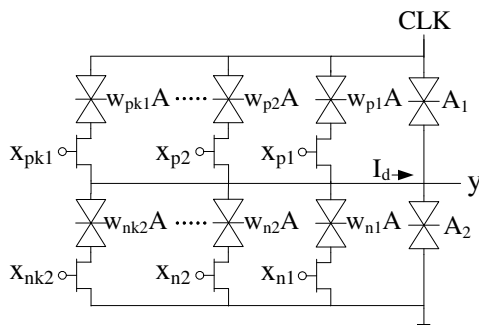 CLK
w_pk1A ..... w_p2A w_p1A A_1
x_pk1 x_p2 x_p1
I_d y
w_nk2A ..... w_n2A w_n1A A_2
x_nk2 x_n2 x_n1